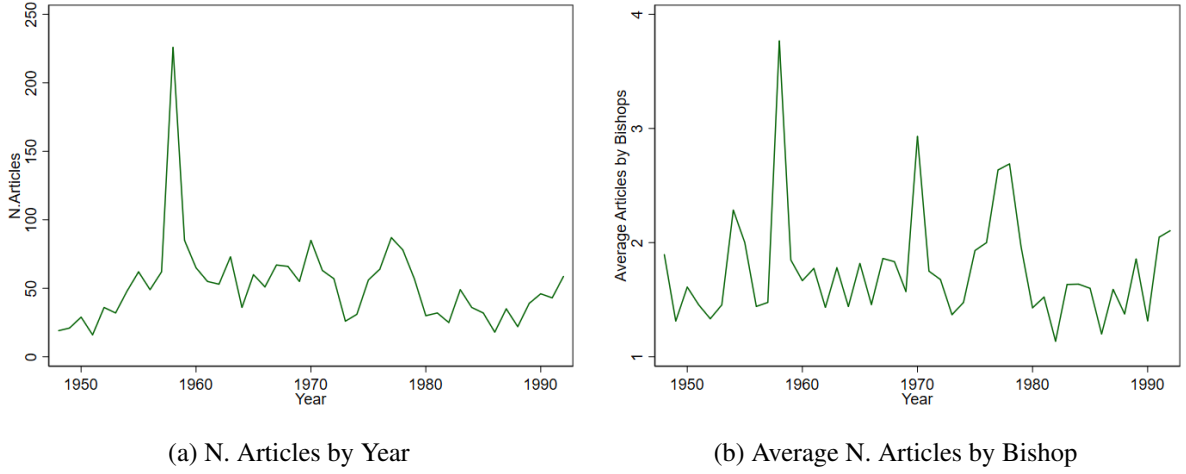 250
200
150
100
50
0
N.Articles
1950 1960 1970 1980 1990
Year
(a) N. Articles by Year
4
3
2
1
Average Articles by Bishops
1950 1960 1970 1980 1990
Year
(b) Average N. Articles by Bishop